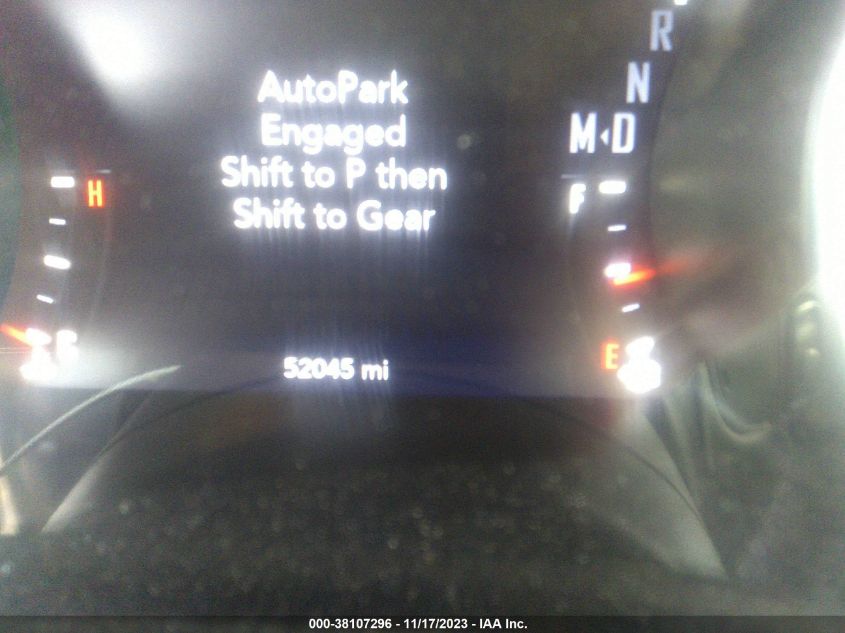 R
AutoPark
N
Engaged
M◂D
Shift to P then
H
F
Shift to Gear
E
52045 mi
000-38107296 - 11/17/2023 - IAA Inc.